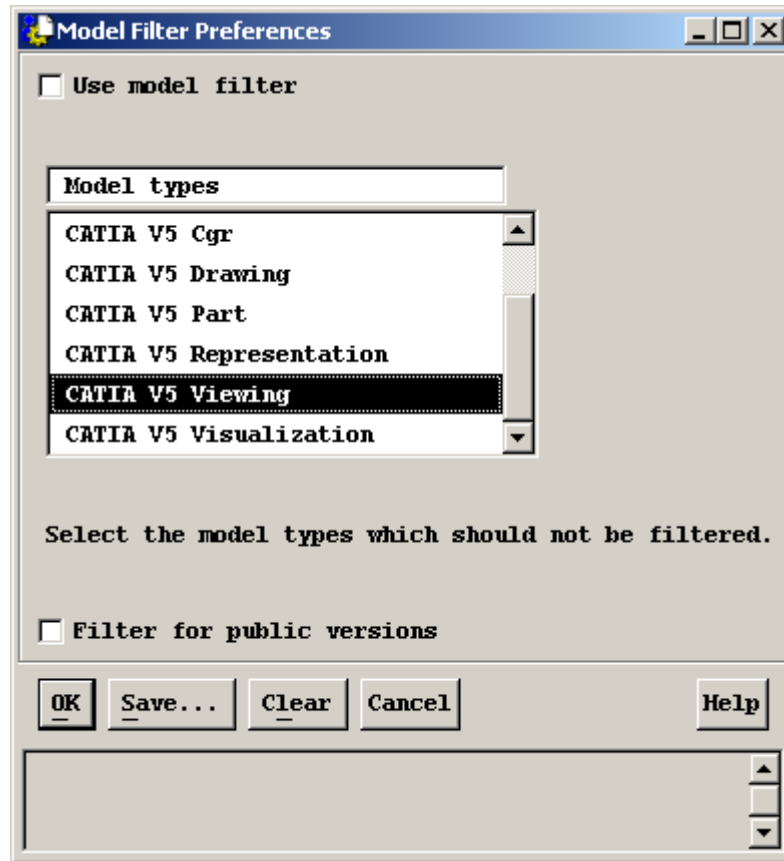 Model Filter Preferences
Use model filter
Model types
CATIA V5 Cgr
CATIA V5 Drawing
CATIA V5 Part
CATIA V5 Representation
CATIA V5 Viewing
CATIA V5 Visualization
Select the model types which should not be filtered.
Filter for public versions
OK Save... Clear Cancel Help